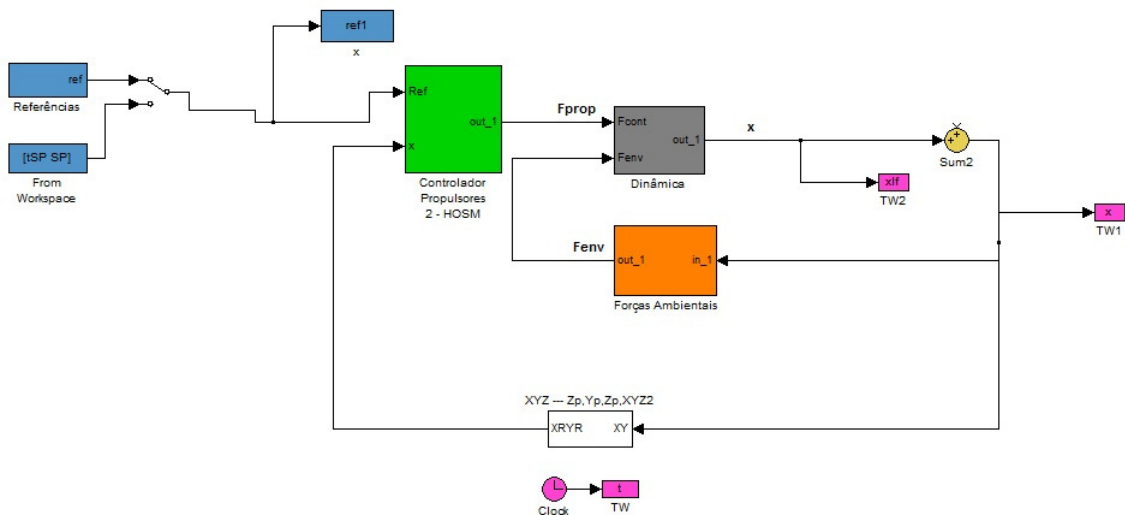 ref1
x
ref
Referências
[tSP SP]
From
Workspace
Ref
out_1
x
Controlador
Propulsores
2 - HOSM
Fprop
Fcont
out_1
Fenv
Dinâmica
x
Sum2
xlf
TW2
x
TW1
Fenv
out_1
in_1
Forças Ambientais
XYZ --- Zp,Yp,Zp,XYZ2
XRYR
XY
Clock
t
TW